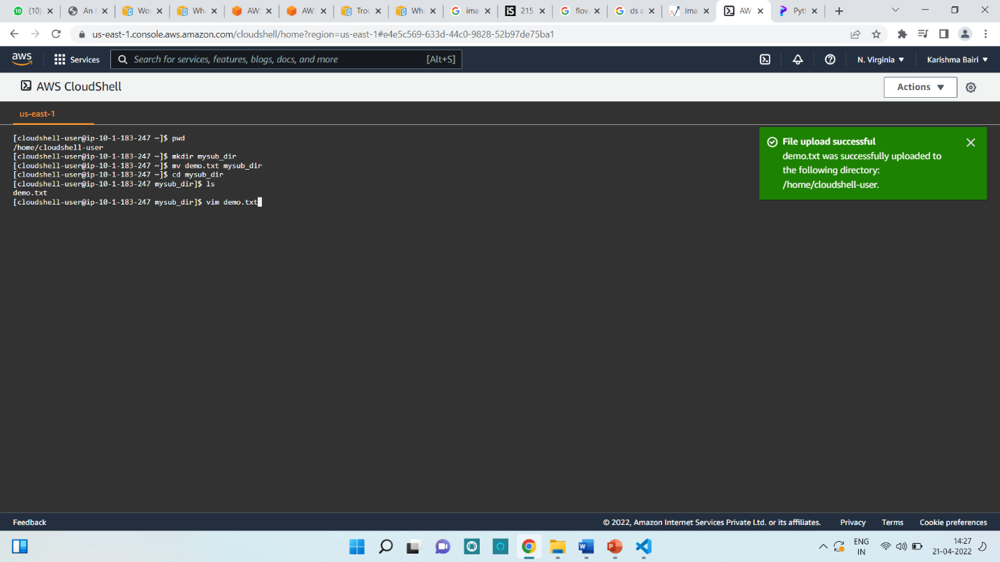 (10)
An
Wor
Wha
AWS
AWS
Trou
Wha
ima
215
flow
ds a
Ima
AW
Pyth
us-east-1.console.aws.amazon.com/cloudshell/home?region=us-east-1#e4e5c569-633d-44c0-9828-52b97de75ba1
aws
Services
Search for services, features, blogs, docs, and more
[Alt+S]
N. Virginia
Karishma Bairi
AWS CloudShell
Actions
us-east-1
[cloudshell-user@ip-10-1-183-247 ~]$ pwd
/home/cloudshell-user
[cloudshell-user@ip-10-1-183-247 ~]$ mkdir mysub_dir
[cloudshell-user@ip-10-1-183-247 ~]$ mv demo.txt mysub_dir
[cloudshell-user@ip-10-1-183-247 ~]$ cd mysub_dir
[cloudshell-user@ip-10-1-183-247 mysub_dir]$ ls
demo.txt
[cloudshell-user@ip-10-1-183-247 mysub_dir]$ vim demo.txt
File upload successful
demo.txt was successfully uploaded to
the following directory:
/home/cloudshell-user.
Feedback
© 2022, Amazon Internet Services Private Ltd. or its affiliates.
Privacy
Terms
Cookie preferences
ENG
IN
14:27
21-04-2022